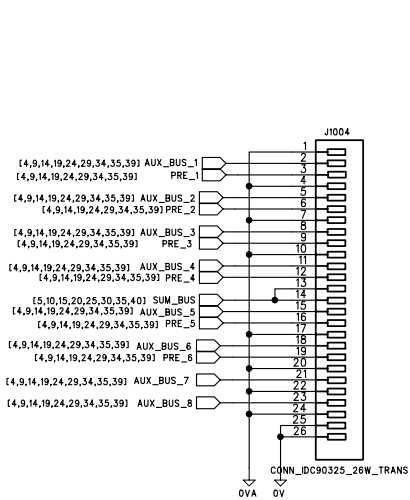 J1004
1
[4,9,14,19,24,29,34,35,39] AUX_BUS_1 2
[4,9,14,19,24,29,34,35,39] PRE_1 3
4
[4,9,14,19,24,29,34,35,39] AUX_BUS_2 5
[4,9,14,19,24,29,34,35,39] PRE_2 6
7
[4,9,14,19,24,29,34,35,39] AUX_BUS_3 8
[4,9,14,19,24,29,34,35,39] PRE_3 9
10
[4,9,14,19,24,29,34,35,39] AUX_BUS_4 11
[4,9,14,19,24,29,34,35,39] PRE_4 12
13
[5,10,15,20,25,30,35,40] SUM_BUS 14
[4,9,14,19,24,29,34,35,39] AUX_BUS_5 15
[4,9,14,19,24,29,34,35,39] PRE_5 16
17
[4,9,14,19,24,29,34,35,39] AUX_BUS_6 18
[4,9,14,19,24,29,34,35,39] PRE_6 19
20
[4,9,14,19,24,29,34,35,39] AUX_BUS_7 21
22
[4,9,14,19,24,29,34,35,39] AUX_BUS_8 23
24
25
26
CONN_IDC90325_26W_TRANS
0VA 0V